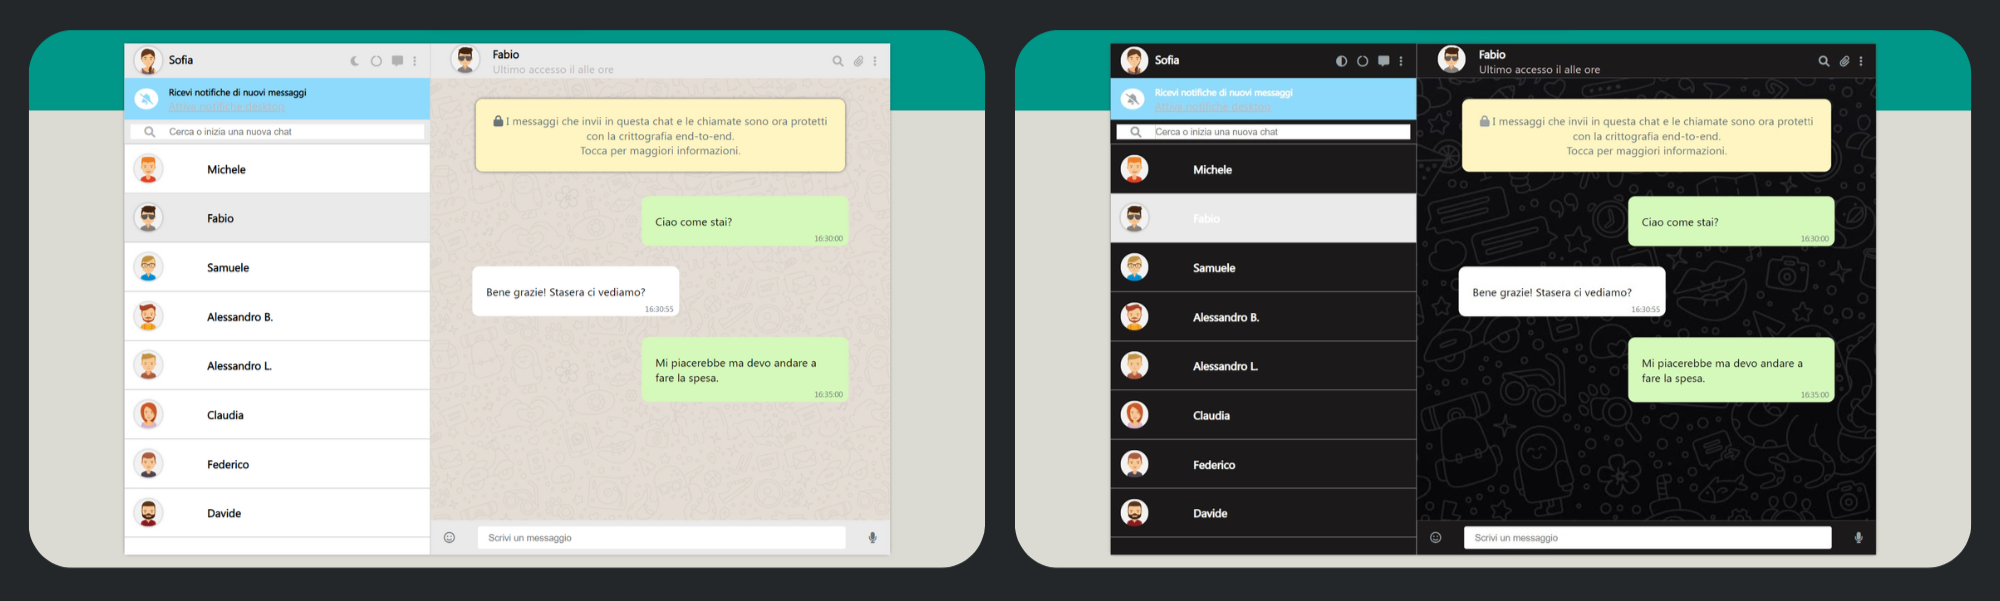 Sofia
Ricevi notifiche di nuovi messaggi
Attiva notifiche desktop
Cerca o inizia una nuova chat
Michele
Fabio
Samuele
Alessandro B.
Alessandro L.
Claudia
Federico
Davide
Fabio
Ultimo accesso il alle ore
I messaggi che invii in questa chat e le chiamate sono ora protetti
con la crittografia end-to-end.
Tocca per maggiori informazioni.
Ciao come stai?
16:30:00
Bene grazie! Stasera ci vediamo?
16:30:55
Mi piacerebbe ma devo andare a
fare la spesa.
16:35:00
Scrivi un messaggio
Sofia
Ricevi notifiche di nuovi messaggi
Attiva notifiche desktop
Cerca o inizia una nuova chat
Michele
Fabio
Samuele
Alessandro B.
Alessandro L.
Claudia
Federico
Davide
Fabio
Ultimo accesso il alle ore
I messaggi che invii in questa chat e le chiamate sono ora protetti
con la crittografia end-to-end.
Tocca per maggiori informazioni.
Ciao come stai?
16:30:00
Bene grazie! Stasera ci vediamo?
16:30:55
Mi piacerebbe ma devo andare a
fare la spesa.
16:35:00
Scrivi un messaggio